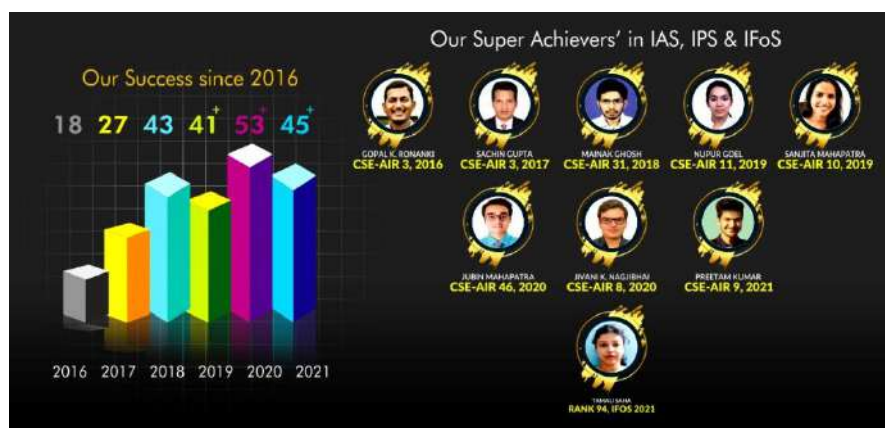 Our Success since 2016
18 27 43 41+ 53+ 45+
2016 2017 2018 2019 2020 2021
Our Super Achievers' in IAS, IPS & IFoS
GOPAL K. RONANKI
CSE-AIR 3, 2016
SACHIN GUPTA
CSE-AIR 3, 2017
MAINAK GHOSH
CSE-AIR 31, 2018
NUPUR GOEL
CSE-AIR 11, 2019
SANJITA MAHAPATRA
CSE-AIR 10, 2019
JUBIN MAHAPATRA
CSE-AIR 46, 2020
JIVANI K. NAGJIBHAI
CSE-AIR 8, 2020
PREETAM KUMAR
CSE-AIR 9, 2021
TAMALI SAHA
RANK 94, IFOS 2021